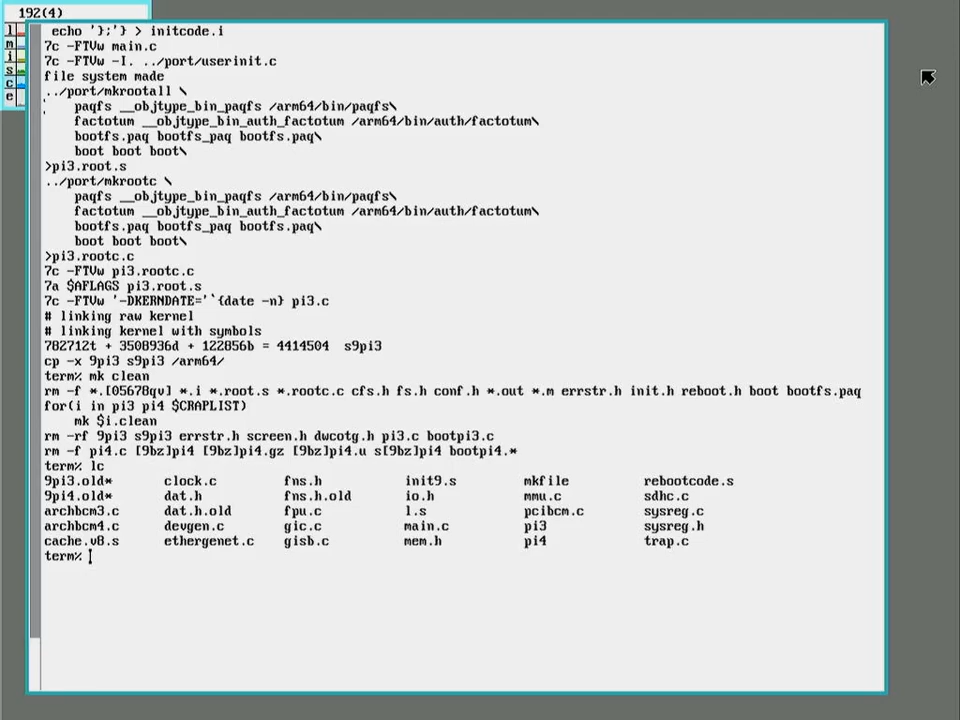 192(4)
l
m
i
s
c
e
echo '};'} > initcode.i
7c -FTVw main.c
7c -FTVw -I. ../port/userinit.c
file system made
../port/mkrootall \
paqfs __objtype_bin_paqfs /arm64/bin/paqfs\
factotum __objtype_bin_auth_factotum /arm64/bin/auth/factotum\
bootfs.paq bootfs_paq bootfs.paq\
boot boot boot\
>pi3.root.s
../port/mkrootc \
paqfs __objtype_bin_paqfs /arm64/bin/paqfs\
factotum __objtype_bin_auth_factotum /arm64/bin/auth/factotum\
bootfs.paq bootfs_paq bootfs.paq\
boot boot boot\
>pi3.rootc.c
7c -FTVw pi3.rootc.c
7a $AFLAGS pi3.root.s
7c -FTVw '-DKERNDATE='`{date -n} pi3.c
# linking raw kernel
# linking kernel with symbols
782712t + 3508936d + 122856b = 4414504 s9pi3
cp -x 9pi3 s9pi3 /arm64/
term% mk clean
rm -f *.[05678qv] *.i *.root.s *.rootc.c cfs.h fs.h conf.h *.out *.m errstr.h init.h reboot.h boot bootfs.paq
for(i in pi3 pi4 $CRAPLIST)
mk $i.clean
rm -rf 9pi3 s9pi3 errstr.h screen.h dwcotg.h pi3.c bootpi3.c
rm -f pi4.c [9bz]pi4 [9bz]pi4.gz [9bz]pi4.u s[9bz]pi4 bootpi4.*
term% lc
9pi3.old* clock.c fns.h init9.s mkfile rebootcode.s
9pi4.old* dat.h fns.h.old io.h mmu.c sdhc.c
archbcm3.c dat.h.old fpu.c l.s pcibcm.c sysreg.c
archbcm4.c devgen.c gic.c main.c pi3 sysreg.h
cache.v8.s ethergenet.c gisb.c mem.h pi4 trap.c
term%